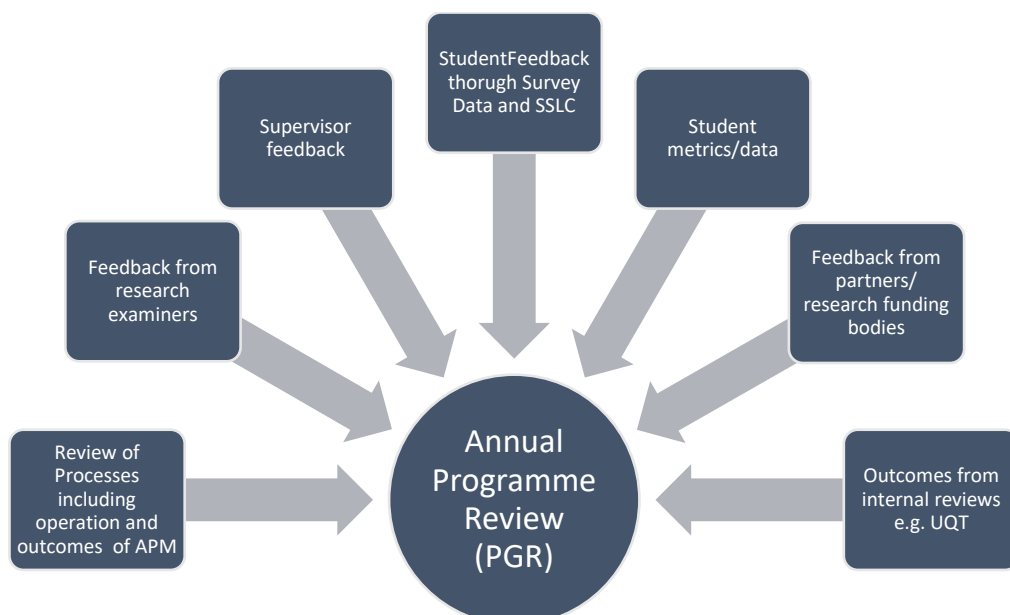 StudentFeedback
thorugh Survey
Data and SSLC
Supervisor
feedback
Student
metrics/data
Feedback from
research
examiners
Feedback from
partners/
research funding
bodies
Review of
Processes
including
operation and
outcomes of APM
Annual
Programme
Review
(PGR)
Outcomes from
internal reviews
e.g. UQT